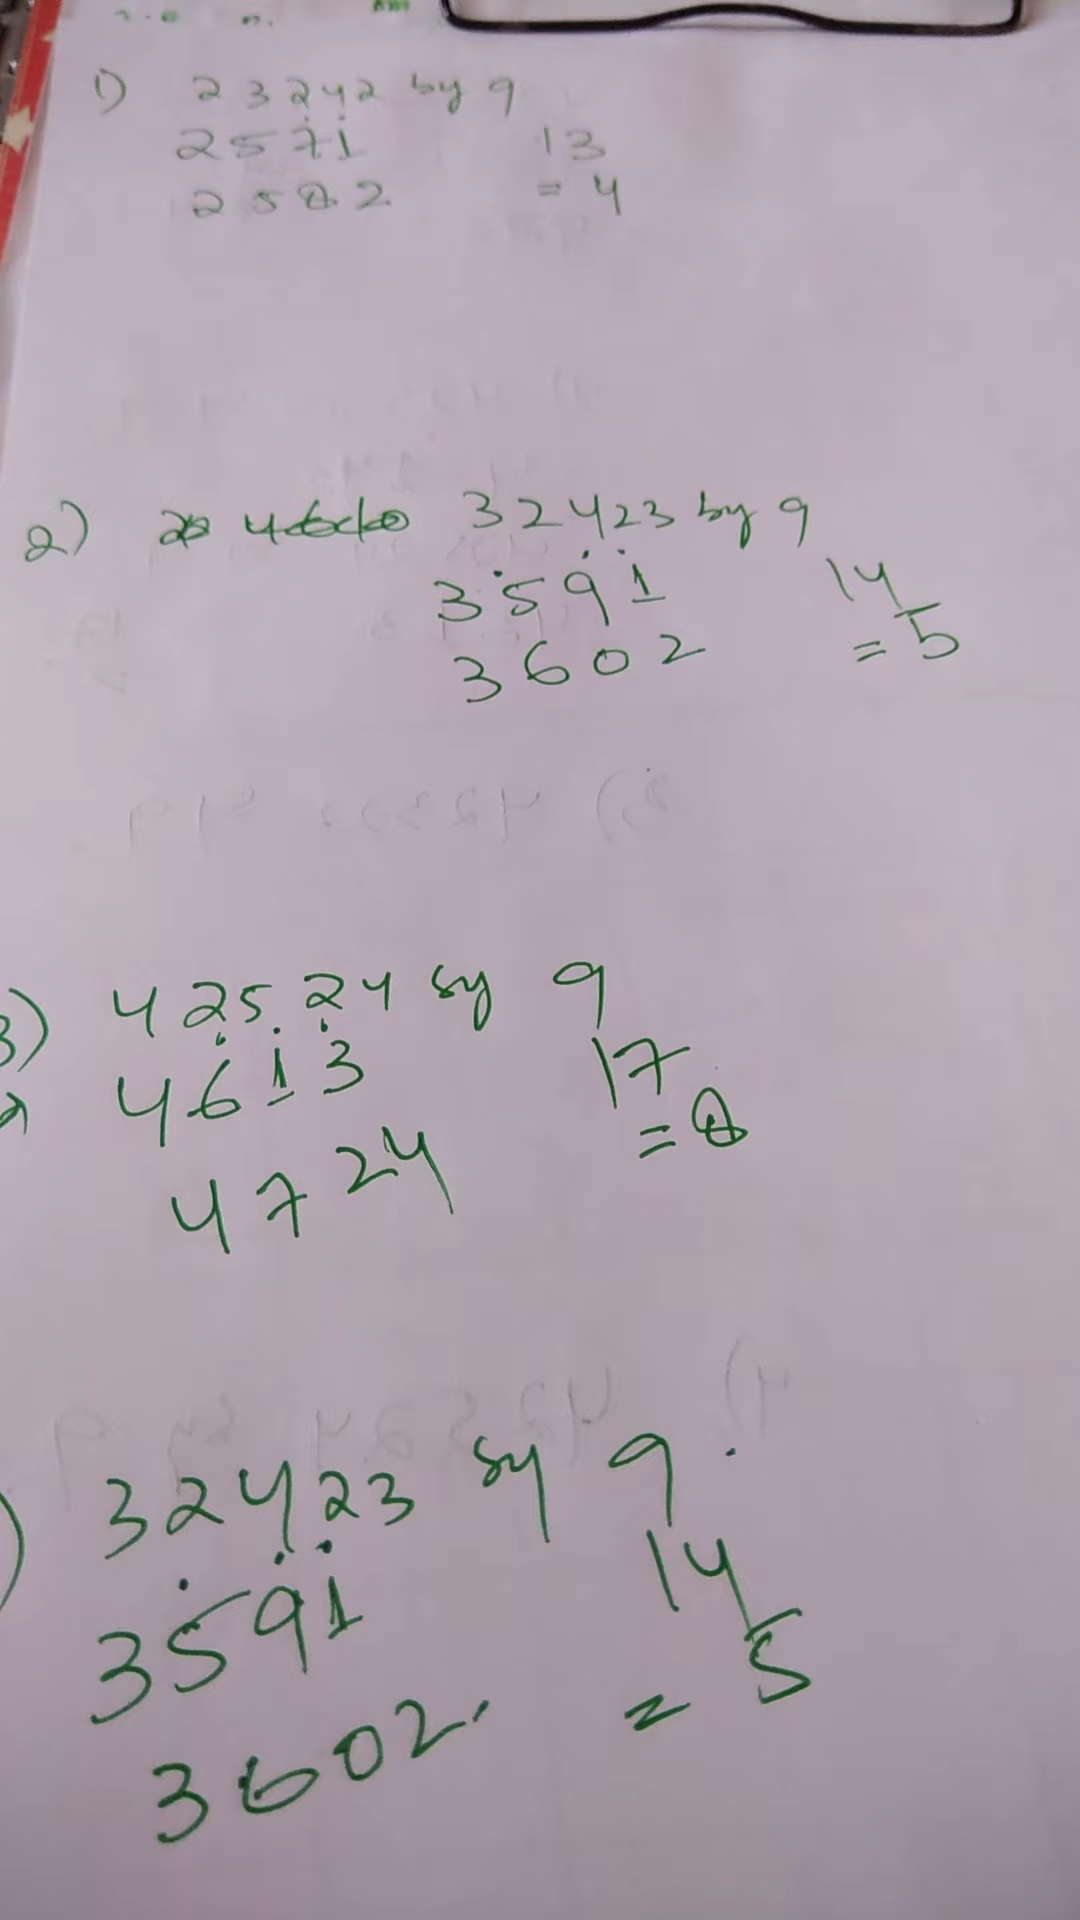 1) 23242 by 9
2571 13
2582 = 4
2) 32423 by 9
3591 14
3602 = 5
3) 42524 by 9
4613 17
4724 = 8
) 32423 by 9.
3591 14
3602 = 5